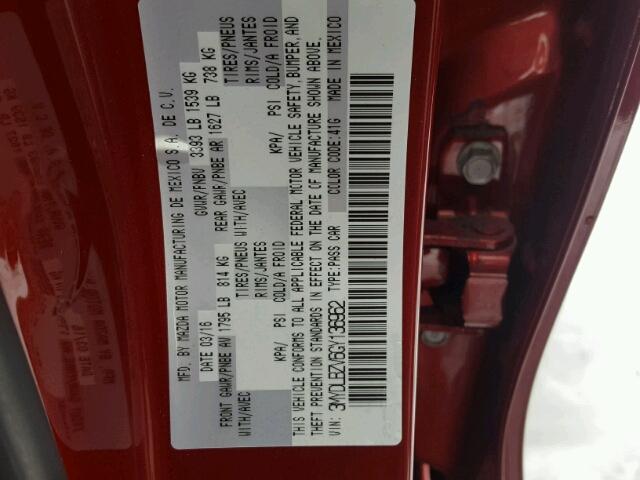 MFD. BY MAZDA MOTOR MANUFACTURING DE MEXICO S.A. DE C.V.
DATE 03/16 GVWR/PNBV 3393 LB 1539 KG
FRONT GAWR/PNBE AV 1795 LB 814 KG REAR GAWR/PNBE AR 1627 LB 738 KG
WITH/AVEC TIRES/PNEUS WITH/AVEC TIRES/PNEUS
RIMS/JANTES RIMS/JANTES
KPA/ PSI COLD/A FROID KPA/ PSI COLD/A FROID
THIS VEHICLE CONFORMS TO ALL APPLICABLE FEDERAL MOTOR VEHICLE SAFETY, BUMPER, AND
THEFT PREVENTION STANDARDS IN EFFECT ON THE DATE OF MANUFACTURE SHOWN ABOVE.
VIN: 3MYDLBZV6GY136962 TYPE:PASS CAR COLOR CODE:41G MADE IN MEXICO